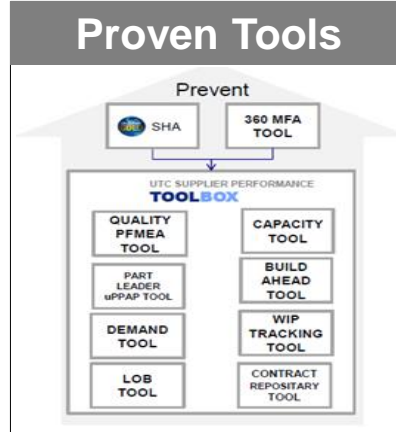 Proven Tools
Prevent
SHA
360 MFA
TOOL
UTC SUPPLIER PERFORMANCE
TOOLBOX
QUALITY
PFMEA
TOOL
CAPACITY
TOOL
PART
LEADER
uPPAP TOOL
BUILD
AHEAD
TOOL
DEMAND
TOOL
WIP
TRACKING
TOOL
LOB
TOOL
CONTRACT
REPOSITARY
TOOL